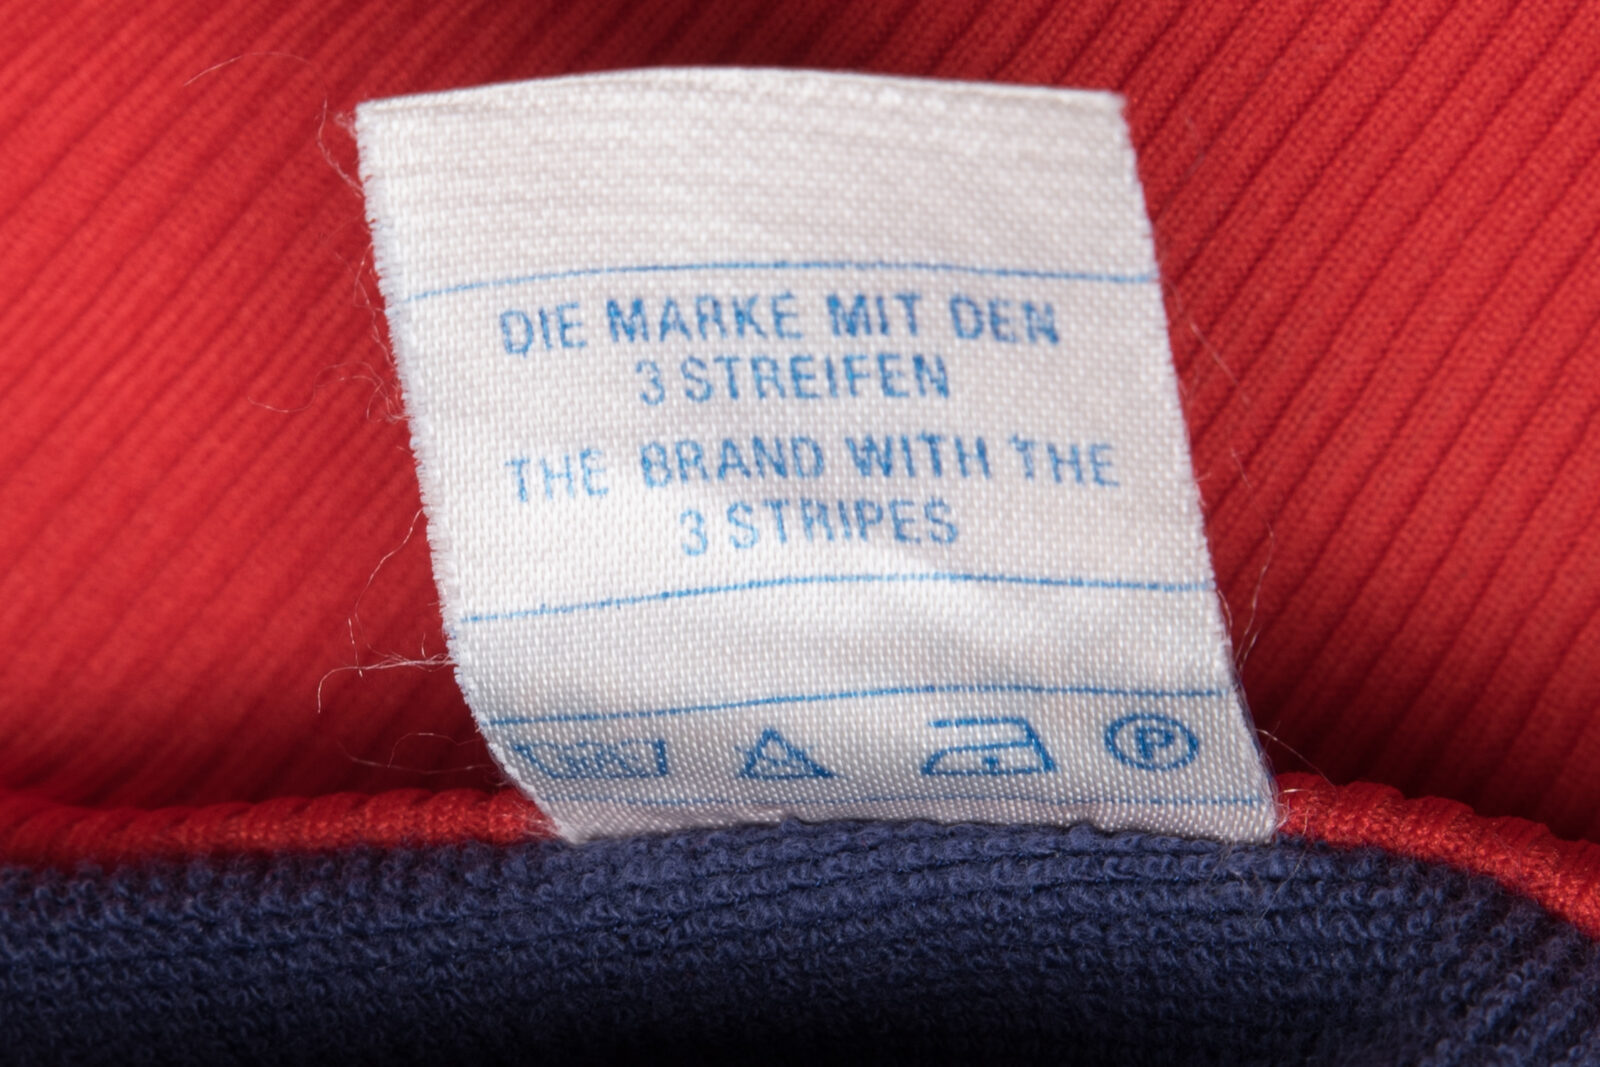 DIE MARKE MIT DEN
3 STREIFEN
THE BRAND WITH THE
3 STRIPES
P